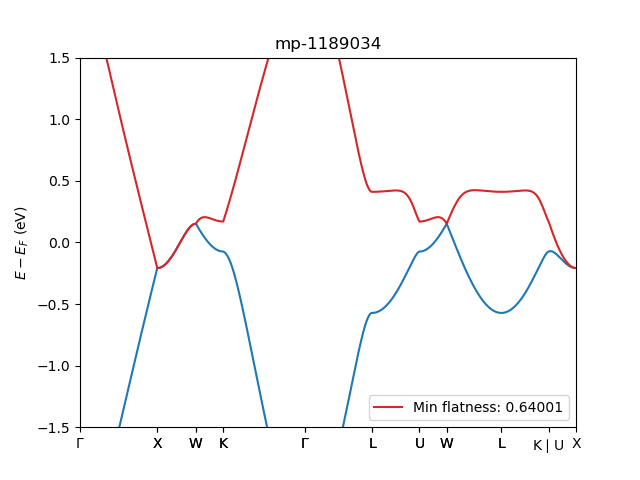 mp-1189034
E − E_F (eV)
1.5
1.0
0.5
0.0
−0.5
−1.0
−1.5
Min flatness: 0.64001
Γ X W K Γ L U W L K | U X